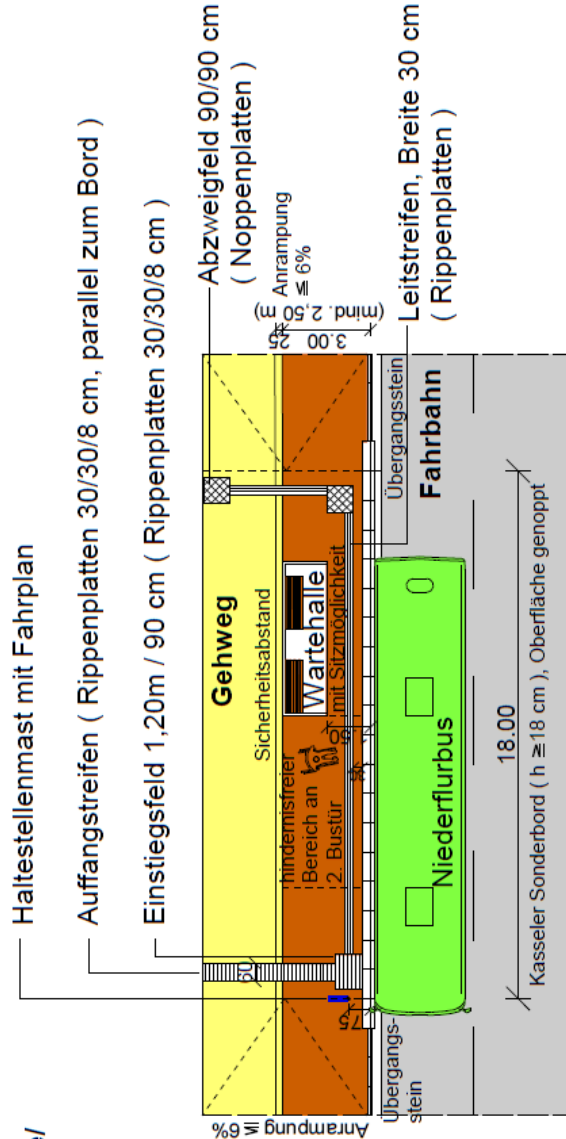 e/
Haltestellenmast mit Fahrplan
Auffangstreifen ( Rippenplatten 30/30/8 cm, parallel zum Bord )
Einstiegsfeld 1,20m / 90 cm ( Rippenplatten 30/30/8 cm )
Abzweigfeld 90/90 cm
( Noppenplatten )
Anrampung
≦ 6%
Gehweg
Sicherheitsabstand
25
3.00
(mind. 2,50 m)
60
hindernisfreier
Bereich an
2. Bustür
Wartehalle
mit Sitzmöglichkeit
Leitstreifen, Breite 30 cm
( Rippenplatten )
Anrampung ≦ 6%
75
Übergangs-
stein
Übergangsstein
Fahrbahn
Niederflurbus
18.00
Kasseler Sonderbord ( h ≧18 cm ), Oberfläche genoppt